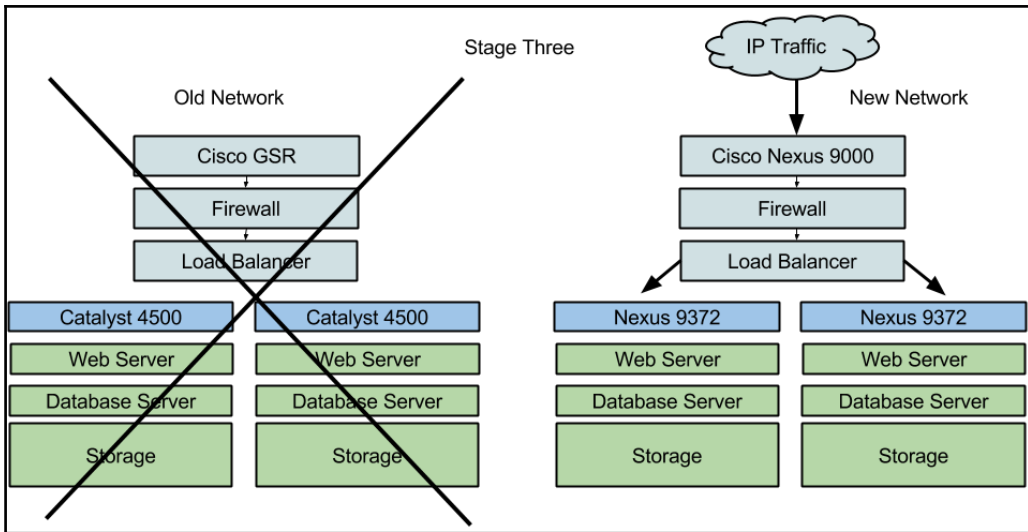 Stage Three
IP Traffic
Old Network
New Network
Cisco GSR
Firewall
Load Balancer
Catalyst 4500
Catalyst 4500
Web Server
Web Server
Database Server
Database Server
Storage
Storage
Cisco Nexus 9000
Firewall
Load Balancer
Nexus 9372
Nexus 9372
Web Server
Web Server
Database Server
Database Server
Storage
Storage